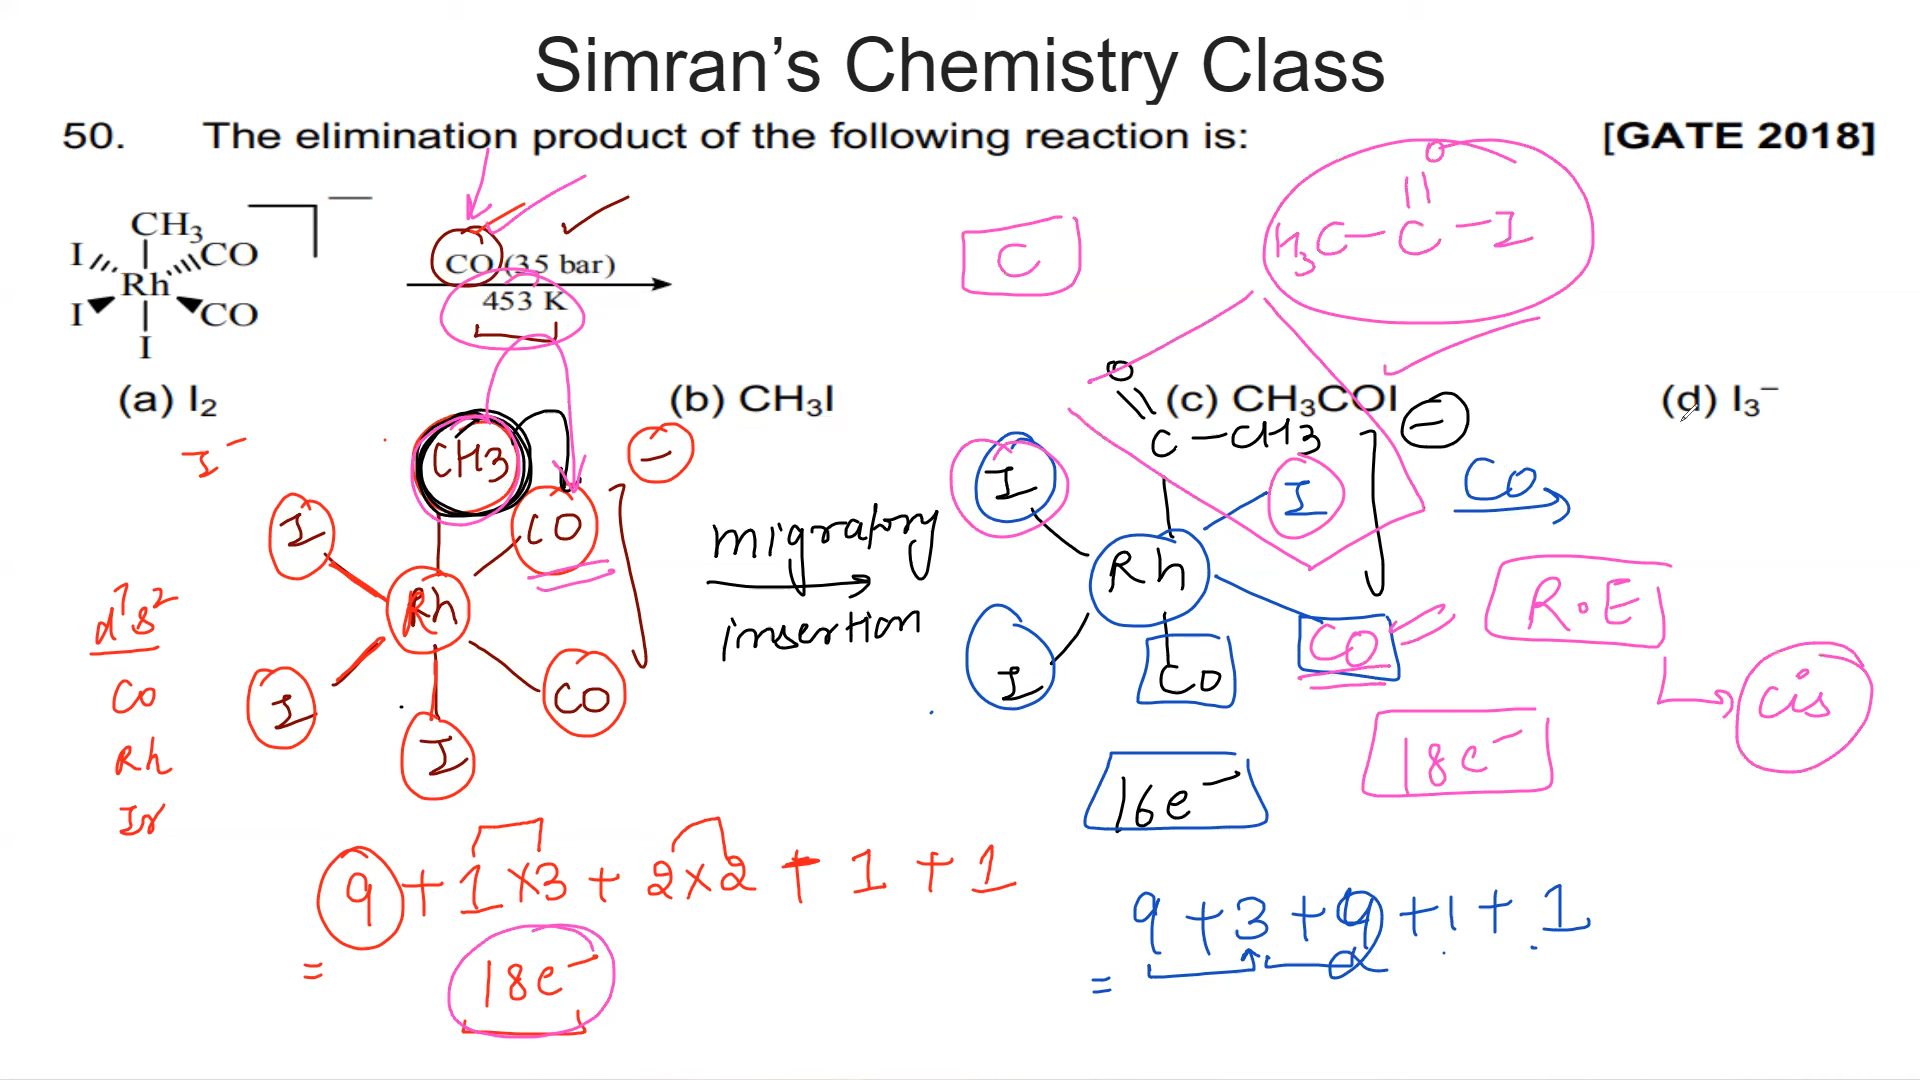 Simran's Chemistry Class
50. The elimination product of the following reaction is: [GATE 2018]
CH3
I CO
Rh
I CO
I
—
CO (35 bar)
453 K
C
O
H3C—C—I
(a) I2 (b) CH3I (c) CH3COI (d) I3−
I−
CH3
I
CO
Rh
I
CO
I
−
migratory
insertion
O
C—CH3
I
I
Rh
I
CO
CO
−
CO
R.E
cis
d7s2
Co
Rh
Ir
16e−
18e−
9 + 1×3 + 2×2 + 1 + 1
= 18e−
9 + 3 + + 1 + 1
=